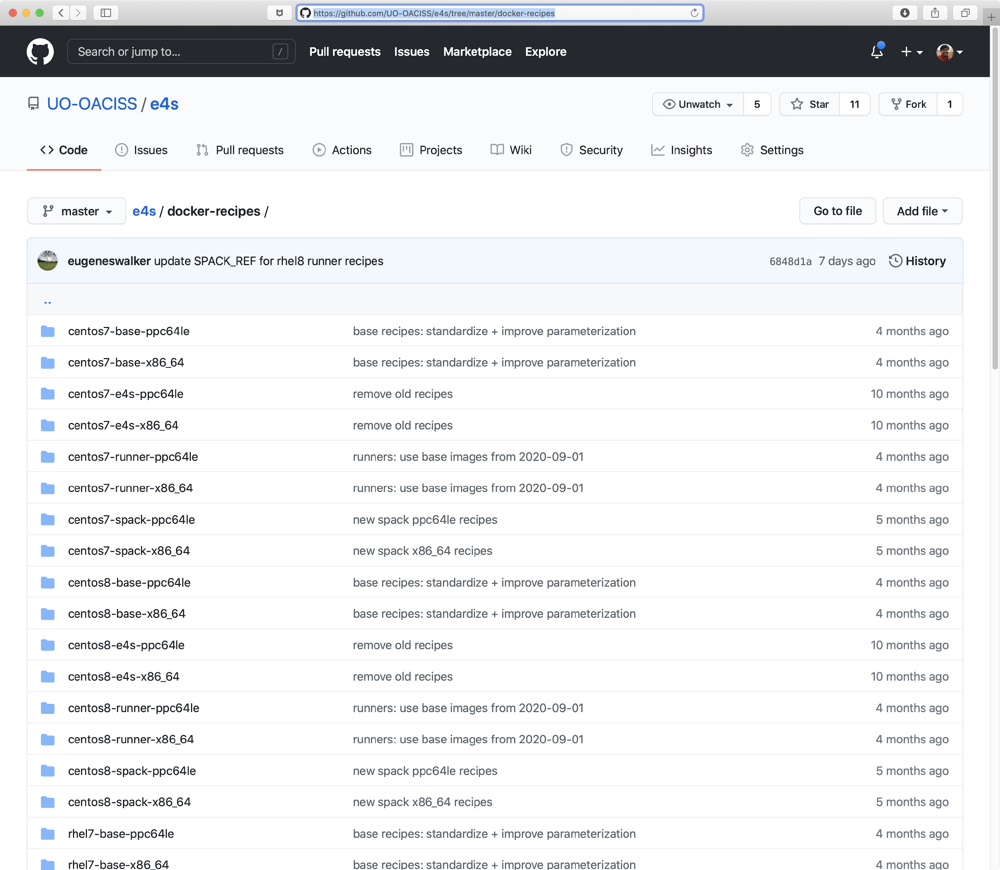 https://github.com/UO-OACISS/e4s/tree/master/docker-recipes
Search or jump to... / Pull requests Issues Marketplace Explore
UO-OACISS / e4s Unwatch 5 Star 11 Fork 1
Code Issues Pull requests Actions Projects Wiki Security Insights Settings
master e4s / docker-recipes / Go to file Add file
eugeneswalker update SPACK_REF for rhel8 runner recipes 6848d1a 7 days ago History
..
centos7-base-ppc64le base recipes: standardize + improve parameterization 4 months ago
centos7-base-x86_64 base recipes: standardize + improve parameterization 4 months ago
centos7-e4s-ppc64le remove old recipes 10 months ago
centos7-e4s-x86_64 remove old recipes 10 months ago
centos7-runner-ppc64le runners: use base images from 2020-09-01 4 months ago
centos7-runner-x86_64 runners: use base images from 2020-09-01 4 months ago
centos7-spack-ppc64le new spack ppc64le recipes 5 months ago
centos7-spack-x86_64 new spack x86_64 recipes 5 months ago
centos8-base-ppc64le base recipes: standardize + improve parameterization 4 months ago
centos8-base-x86_64 base recipes: standardize + improve parameterization 4 months ago
centos8-e4s-ppc64le remove old recipes 10 months ago
centos8-e4s-x86_64 remove old recipes 10 months ago
centos8-runner-ppc64le runners: use base images from 2020-09-01 4 months ago
centos8-runner-x86_64 runners: use base images from 2020-09-01 4 months ago
centos8-spack-ppc64le new spack ppc64le recipes 5 months ago
centos8-spack-x86_64 new spack x86_64 recipes 5 months ago
rhel7-base-ppc64le base recipes: standardize + improve parameterization 4 months ago
rhel7-base-x86_64 base recipes: standardize + improve parameterization 4 months ago